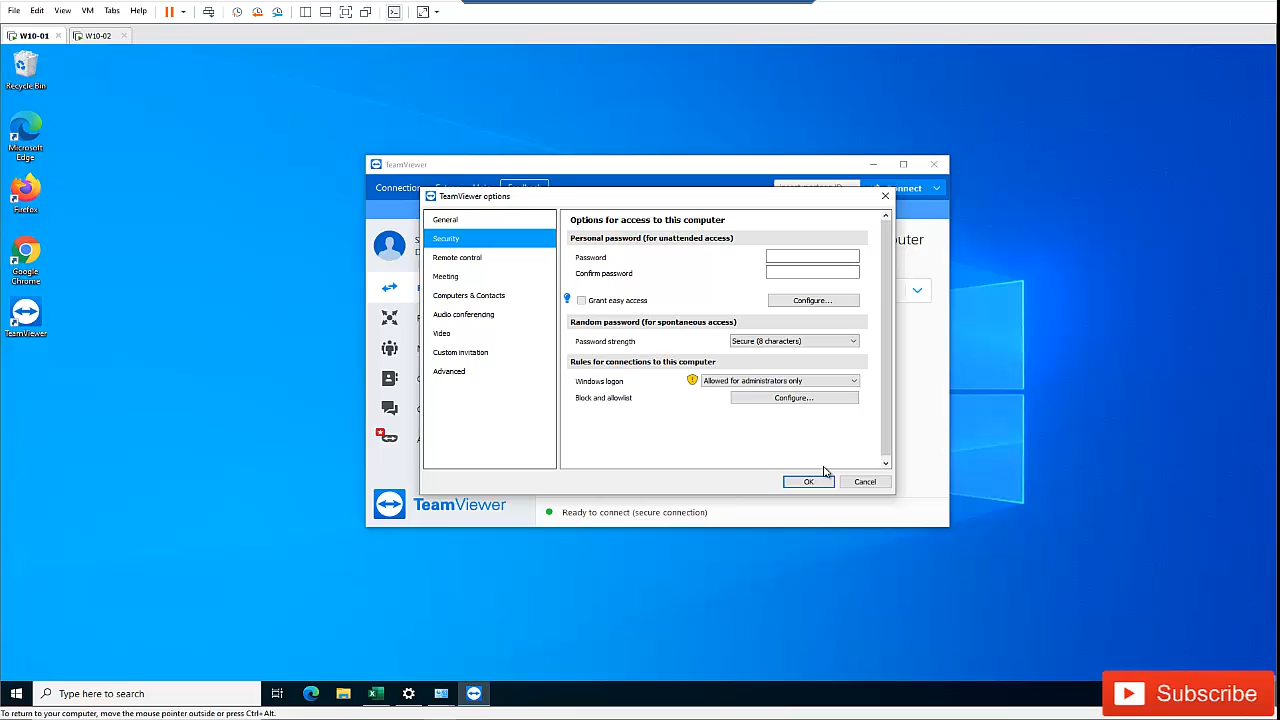 File Edit View VM Tabs Help
W10-01
W10-02
Recycle Bin
Microsoft
Edge
Firefox
Google
Chrome
TeamViewer
TeamViewer
Connection
TeamViewer options
General
Security
Remote control
Meeting
Computers & Contacts
Audio conferencing
Video
Custom invitation
Advanced
Options for access to this computer
Personal password (for unattended access)
Password
Confirm password
Grant easy access
Configure...
Random password (for spontaneous access)
Password strength
Secure (8 characters)
Rules for connections to this computer
Windows logon
Allowed for administrators only
Block and allowlist
Configure...
OK
Cancel
TeamViewer
Ready to connect (secure connection)
Type here to search
Subscribe
To return to your computer, move the mouse pointer outside or press Ctrl+Alt.